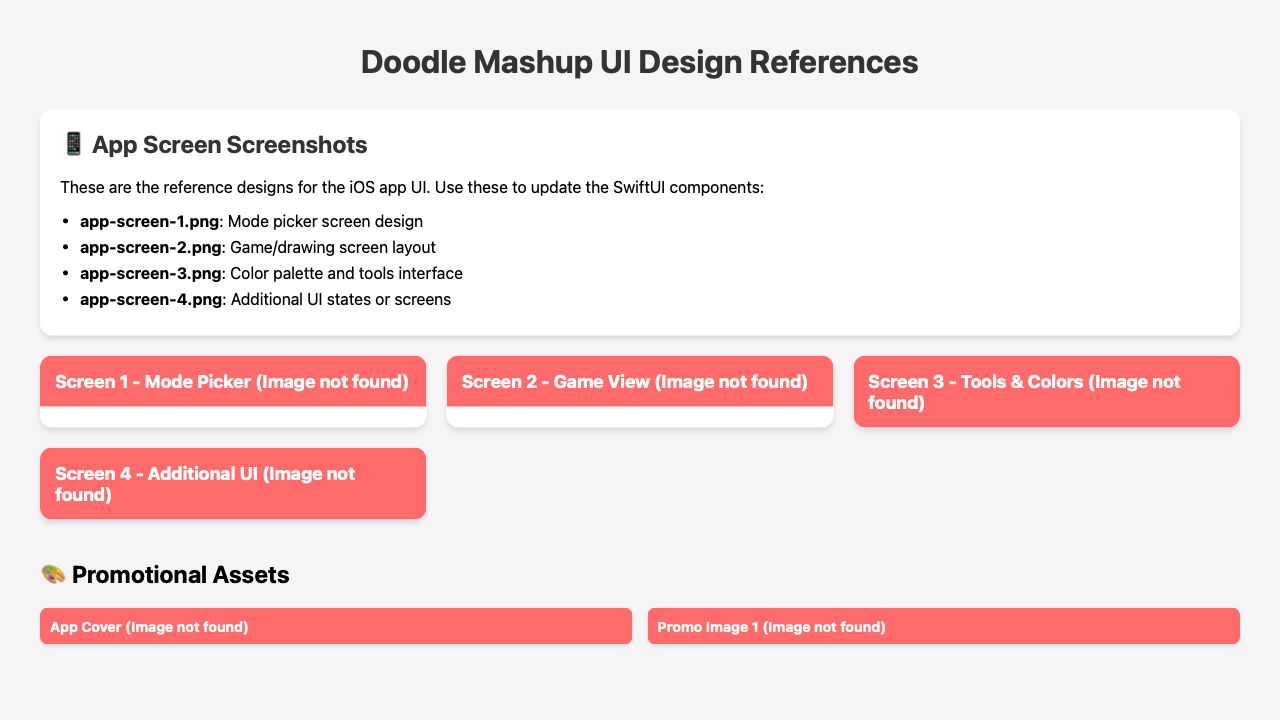 Doodle Mashup UI Design References
📱 App Screen Screenshots
These are the reference designs for the iOS app UI. Use these to update the SwiftUI components:
• app-screen-1.png: Mode picker screen design
• app-screen-2.png: Game/drawing screen layout
• app-screen-3.png: Color palette and tools interface
• app-screen-4.png: Additional UI states or screens
Screen 1 - Mode Picker (Image not found)
Screen 2 - Game View (Image not found)
Screen 3 - Tools & Colors (Image not
found)
Screen 4 - Additional UI (Image not
found)
🎨 Promotional Assets
App Cover (Image not found)
Promo Image 1 (Image not found)